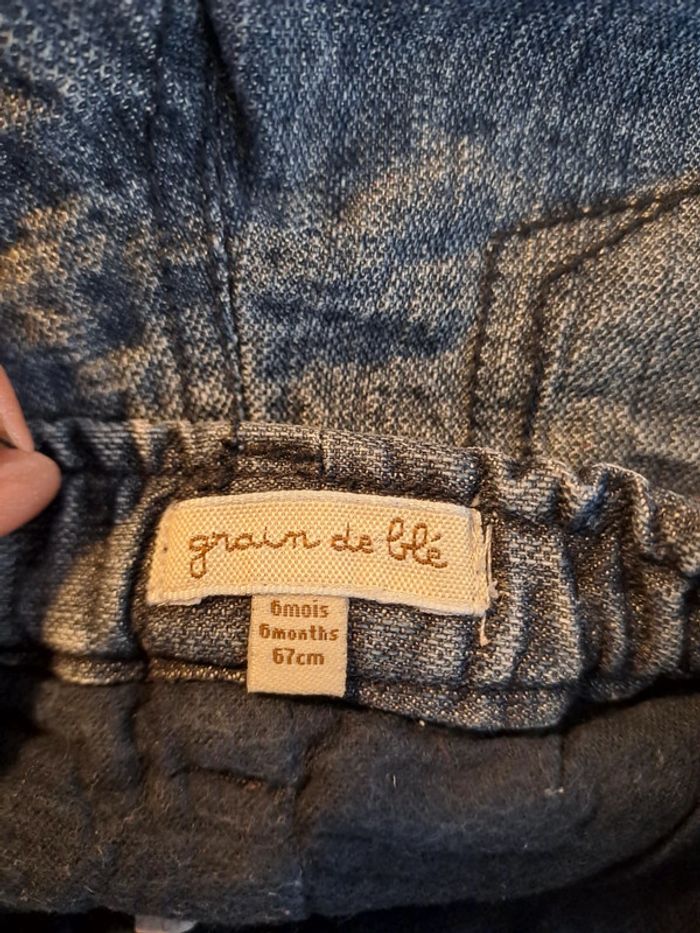 grain de blé
6mois
6months
67cm